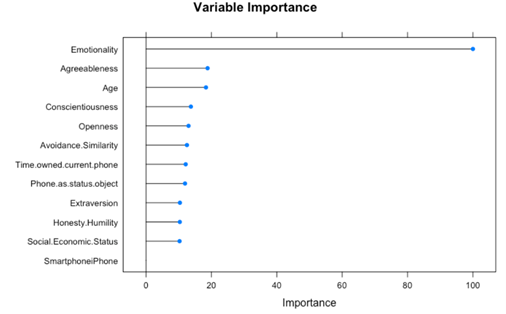 Variable Importance
Emotionality
Agreeableness
Age
Conscientiousness
Openness
Avoidance.Similarity
Time.owned.current.phone
Phone.as.status.object
Extraversion
Honesty.Humility
Social.Economic.Status
SmartphoneiPhone
0 20 40 60 80 100
Importance